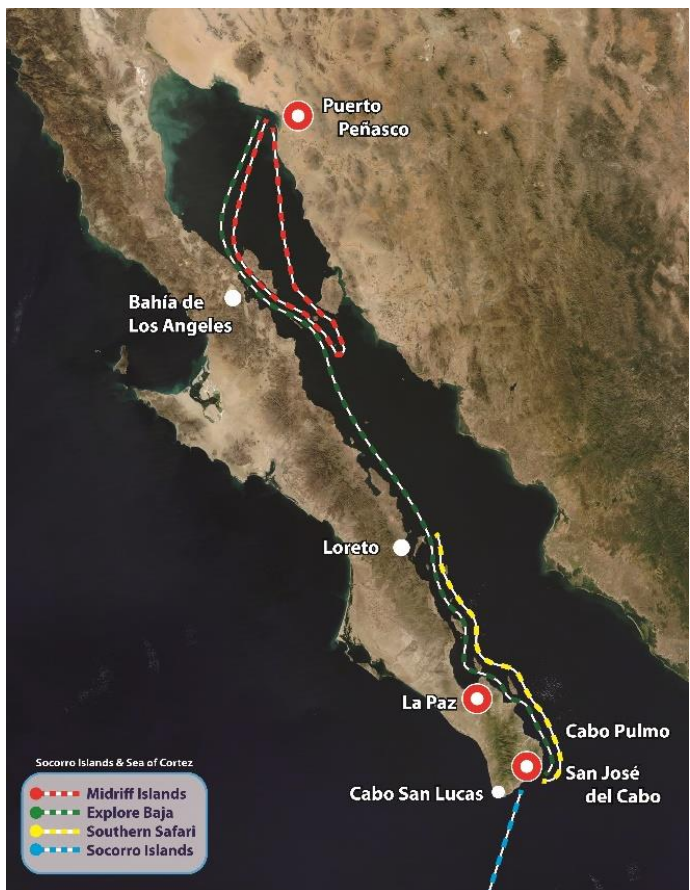 Puerto
Peñasco
Bahía de
Los Angeles
Loreto
La Paz
Cabo Pulmo
San José
del Cabo
Cabo San Lucas
Socorro Islands & Sea of Cortez
Midriff Islands
Explore Baja
Southern Safari
Socorro Islands